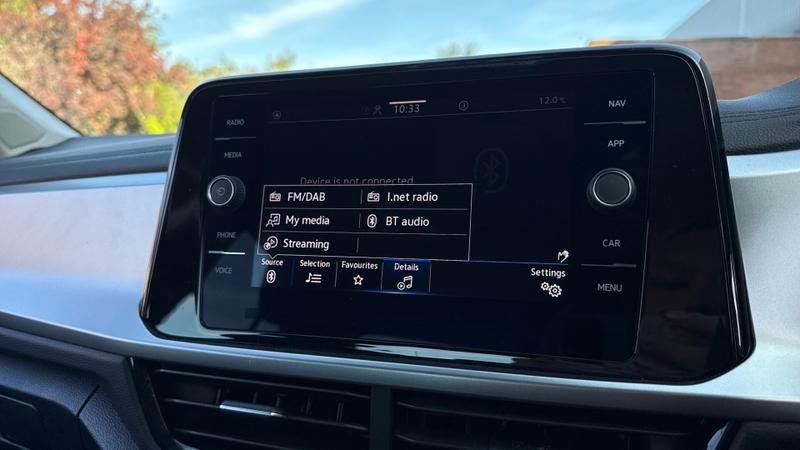 10:33
12.0°C
RADIO
MEDIA
PHONE
VOICE
Device is not connected
FM/DAB
I.net radio
My media
BT audio
Streaming
Source
Selection
Favourites
Details
Settings
NAV
APP
CAR
MENU